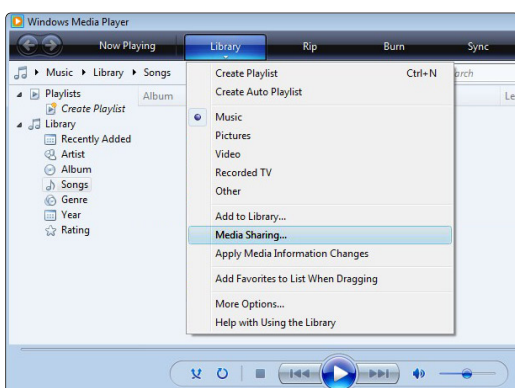 Windows Media Player
Now Playing Library Rip Burn Sync
Music Library Songs
Playlists
Create Playlist
Library
Recently Added
Artist
Album
Songs
Genre
Year
Rating
Album
Create Playlist Ctrl+N
Create Auto Playlist
Music
Pictures
Video
Recorded TV
Other
Add to Library...
Media Sharing...
Apply Media Information Changes
Add Favorites to List When Dragging
More Options...
Help with Using the Library